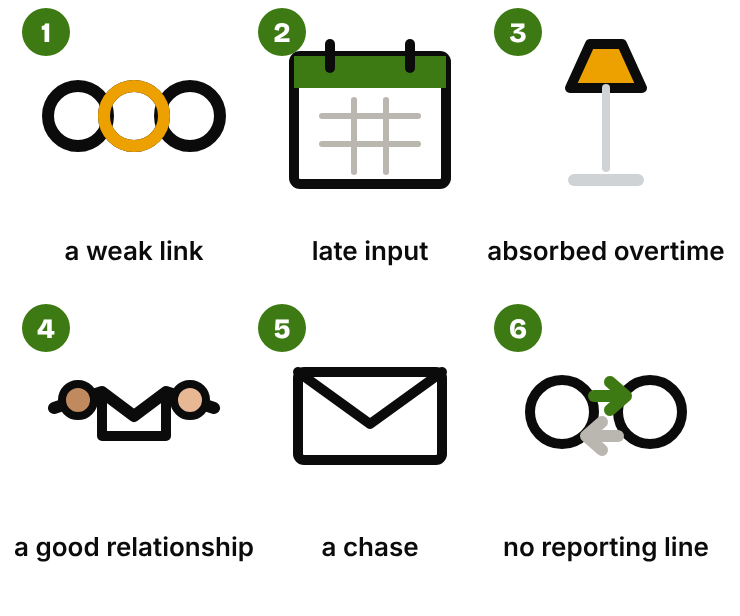 1
2
3
a weak link
late input
absorbed overtime
4
5
6
a good relationship
a chase
no reporting line